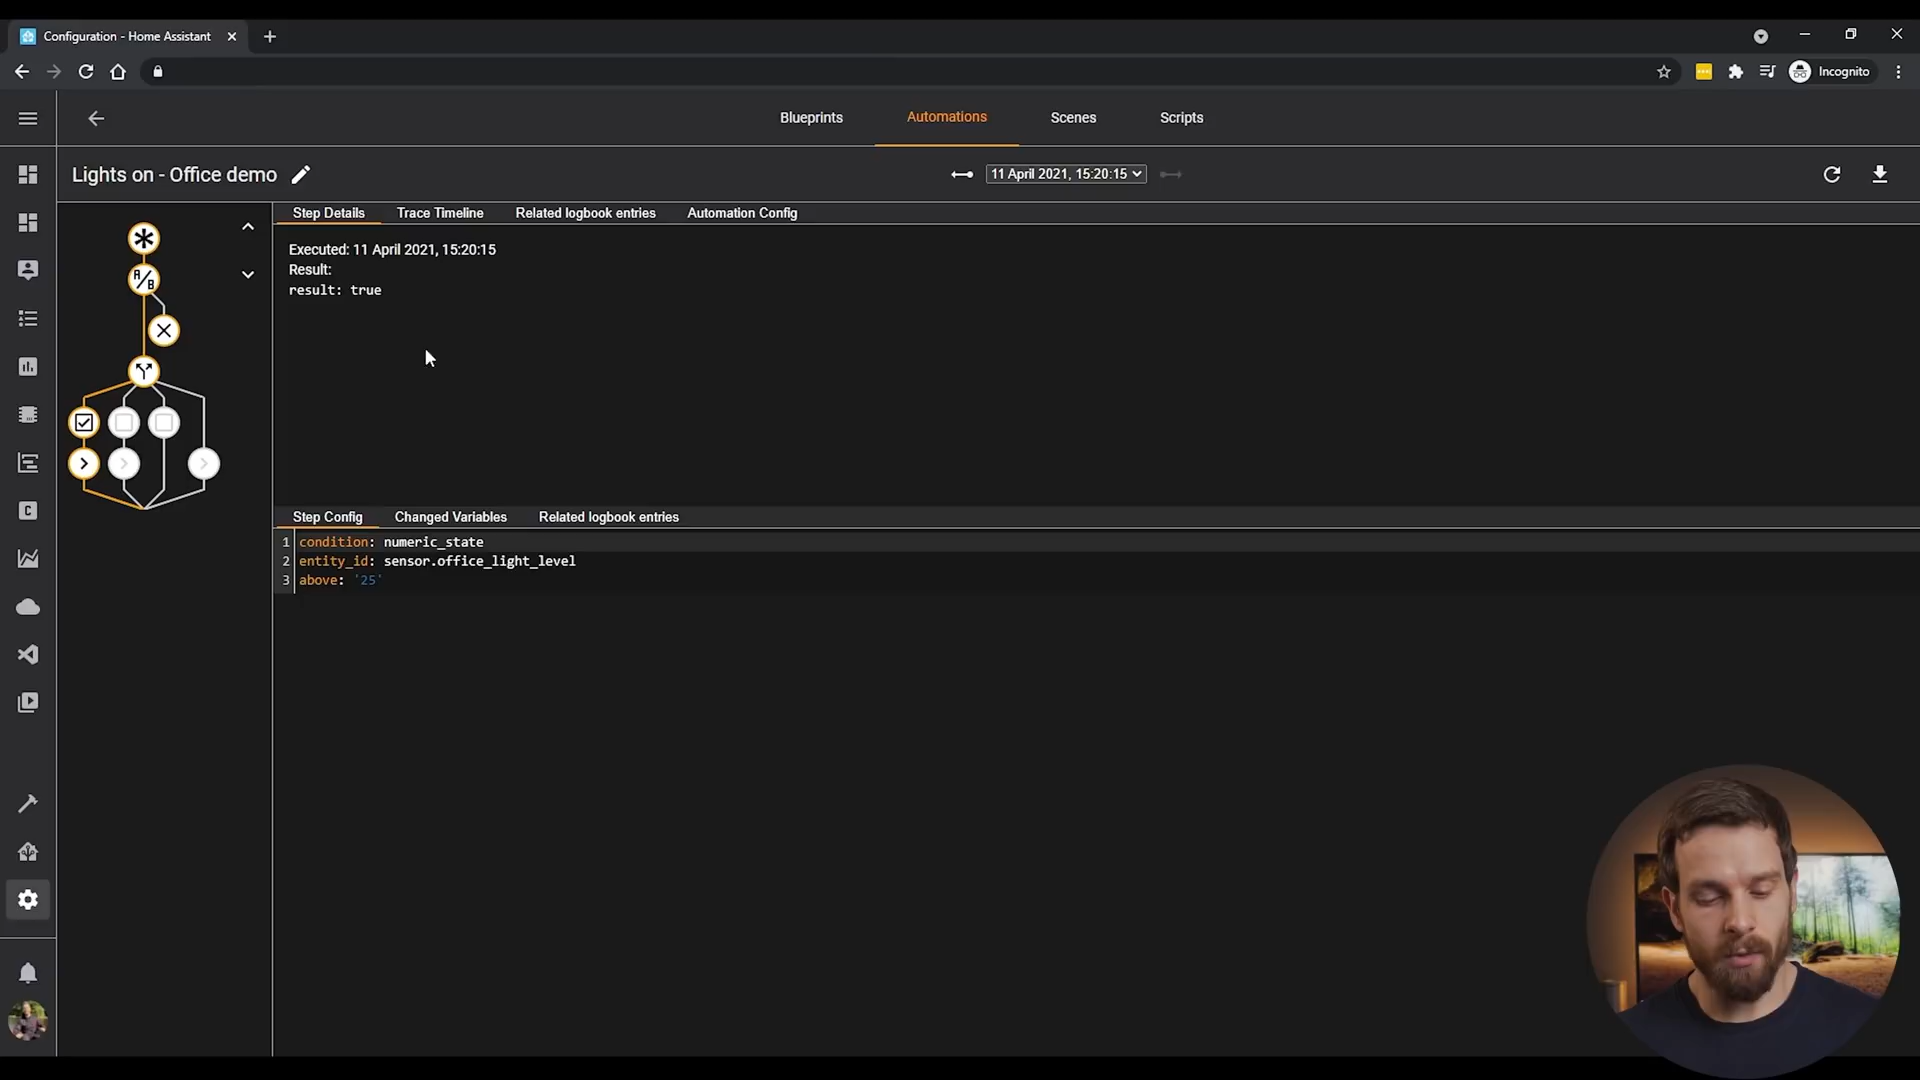 Configuration - Home Assistant
Incognito
Blueprints
Automations
Scenes
Scripts
Lights on - Office demo
11 April 2021, 15:20:15
Step Details
Trace Timeline
Related logbook entries
Automation Config
A/B
Executed: 11 April 2021, 15:20:15
Result:
result: true
C
Step Config
Changed Variables
Related logbook entries
1 condition: numeric_state
2 entity_id: sensor.office_light_level
3 above: '25'